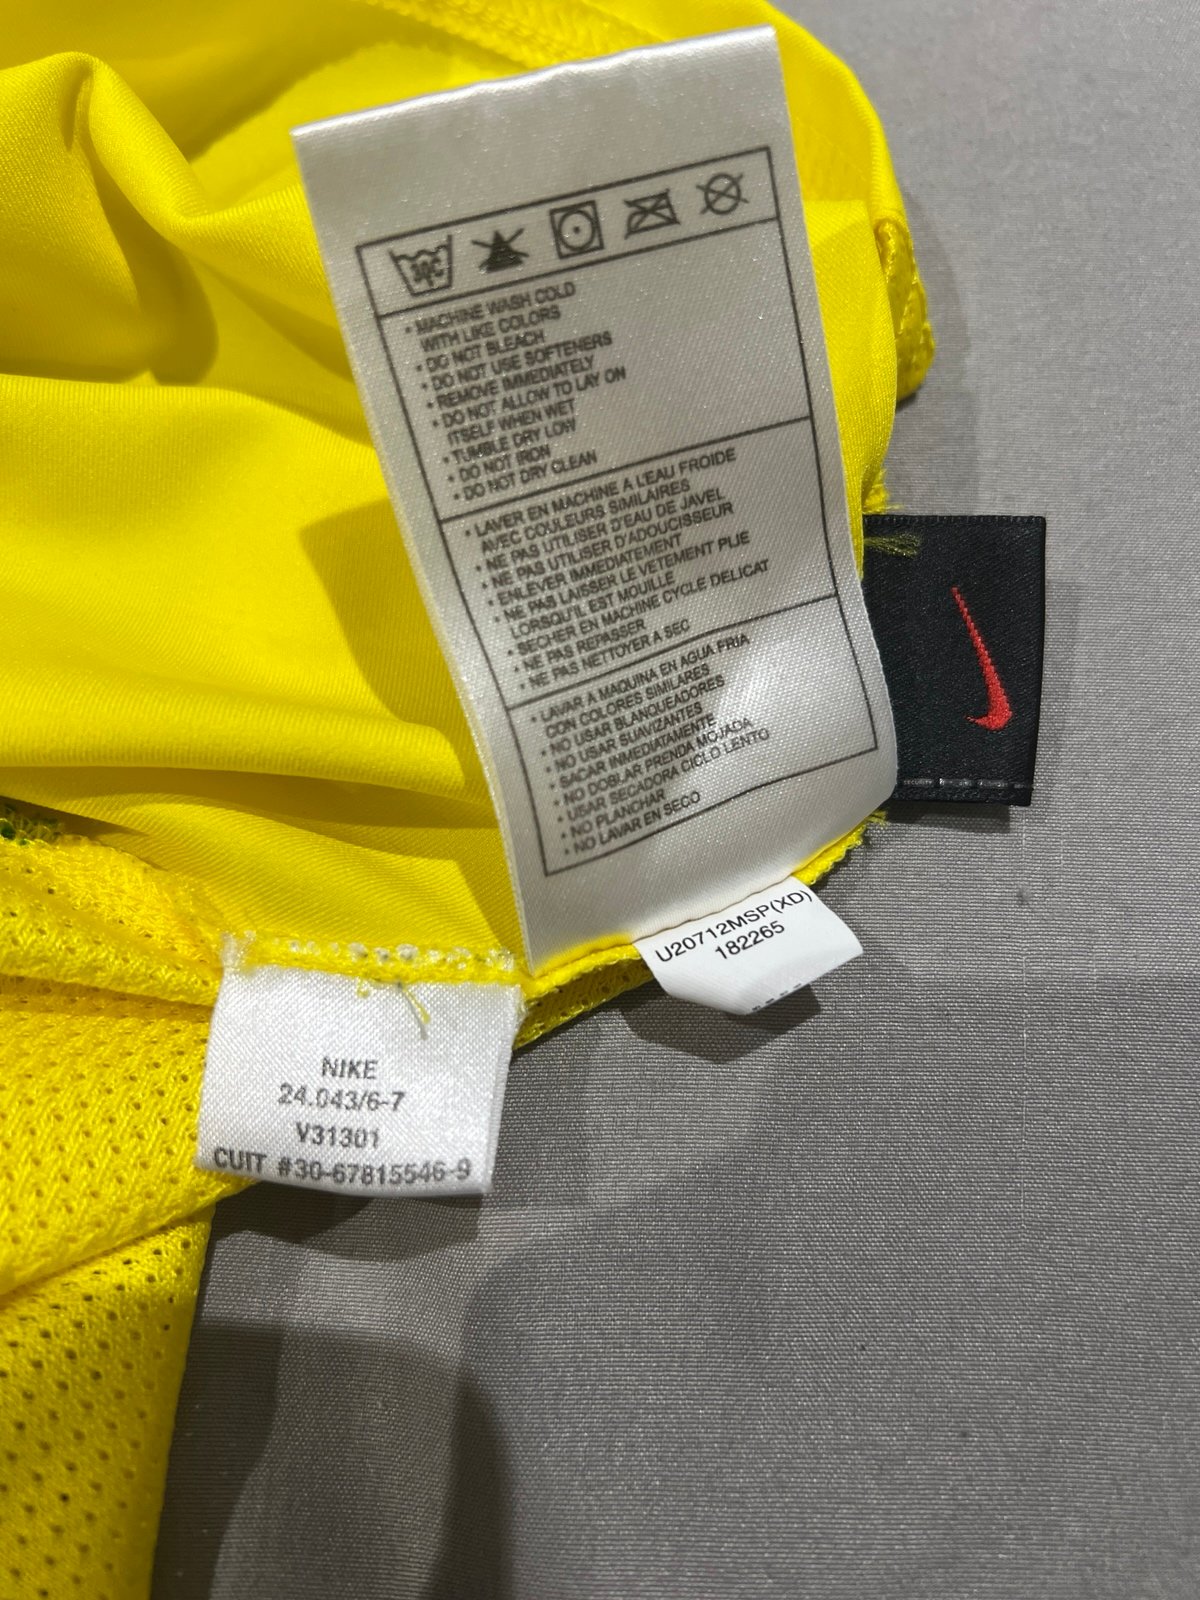 30°C
• MACHINE WASH COLD
WITH LIKE COLORS
• DO NOT BLEACH
• DO NOT USE SOFTENERS
• REMOVE IMMEDIATELY
• DO NOT ALLOW TO LAY ON
ITSELF WHEN WET
• TUMBLE DRY LOW
• DO NOT IRON
• DO NOT DRY CLEAN
• LAVER EN MACHINE A L'EAU FROIDE
AVEC COULEURS SIMILAIRES
• NE PAS UTILISER D'EAU DE JAVEL
• NE PAS UTILISER D'ADOUCISSEUR
• ENLEVER IMMEDIATEMENT
• NE PAS LAISSER LE VETEMENT PLIE
LORSQU'IL EST MOUILLE
• SECHER EN MACHINE CYCLE DELICAT
• NE PAS REPASSER
• NE PAS NETTOYER A SEC
• LAVAR A MAQUINA EN AGUA FRIA
CON COLORES SIMILARES
• NO USAR BLANQUEADORES
• NO USAR SUAVIZANTES
• SACAR INMEDIATAMENTE
• NO DOBLAR PRENDA MOJADA
• USAR SECADORA CICLO LENTO
• NO PLANCHAR
• NO LAVAR EN SECO
U20712MSP(XD)
182265
NIKE
24.043/6-7
V31301
CUIT #30-67815546-9